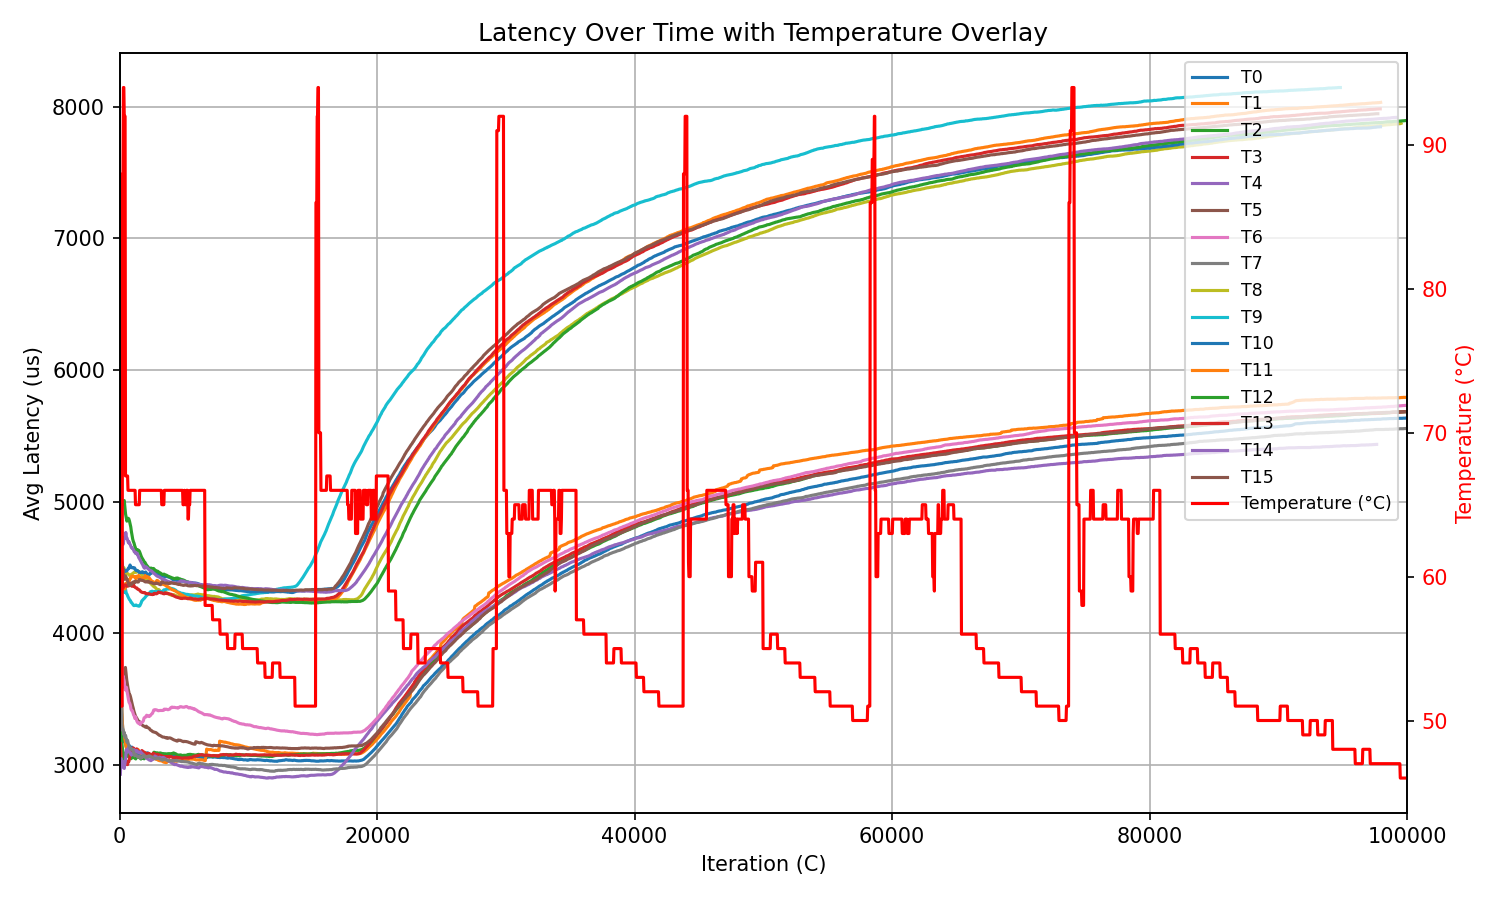 Latency Over Time with Temperature Overlay
Avg Latency (us)
8000
7000
6000
5000
4000
3000
0
20000
40000
60000
80000
100000
Iteration (C)
90
80
70
60
50
Temperature (°C)
T0
T1
T2
T3
T4
T5
T6
T7
T8
T9
T10
T11
T12
T13
T14
T15
Temperature (°C)